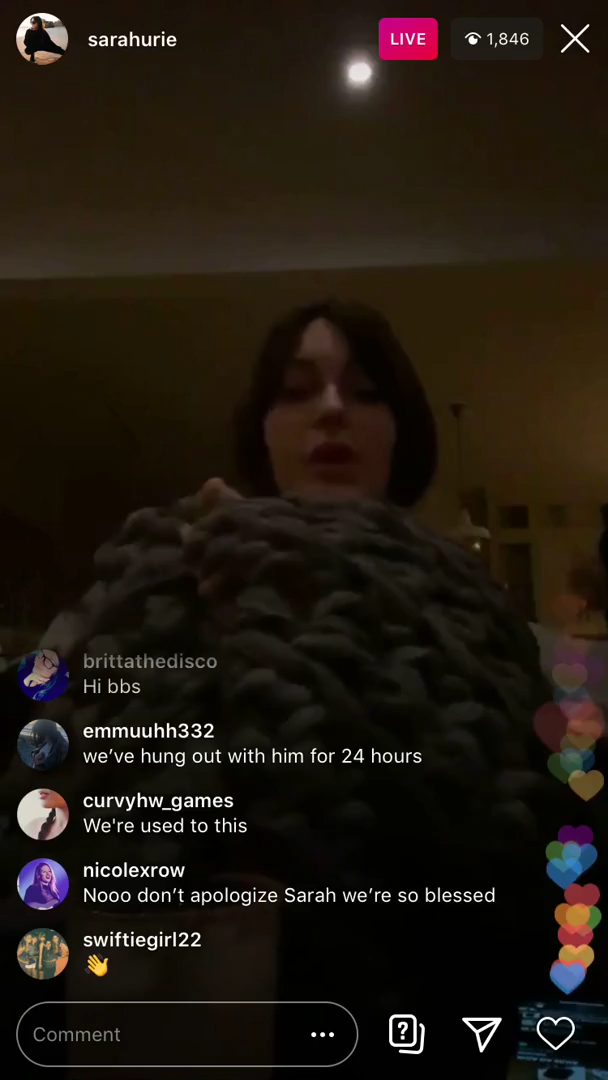 sarahurie
LIVE
1,846
brittathedisco
Hi bbs
emmuuhh332
we’ve hung out with him for 24 hours
curvyhw_games
We're used to this
nicolexrow
Nooo don’t apologize Sarah we’re so blessed
swiftiegirl22
👋
Comment
?